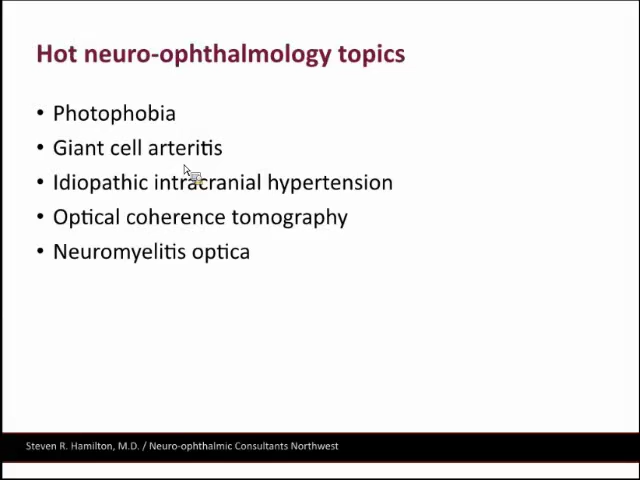 Hot neuro-ophthalmology topics
• Photophobia
• Giant cell arteritis
• Idiopathic intracranial hypertension
• Optical coherence tomography
• Neuromyelitis optica
Steven R. Hamilton, M.D. / Neuro-ophthalmic Consultants Northwest